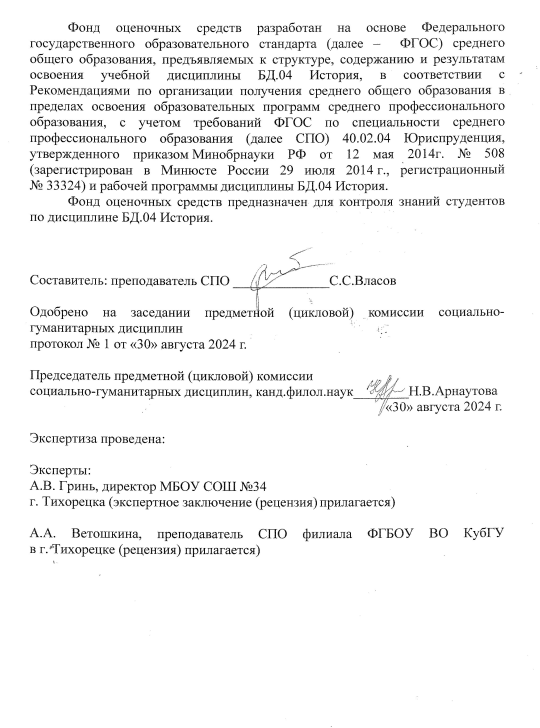 Фонд оценочных средств разработан на основе Федерального
государственного образовательного стандарта (далее – ФГОС) среднего
общего образования, предъявляемых к структуре, содержанию и результатам
освоения учебной дисциплины БД.04 История, в соответствии с
Рекомендациями по организации получения среднего общего образования в
пределах освоения образовательных программ среднего профессионального
образования, с учетом требований ФГОС по специальности среднего
профессионального образования (далее СПО) 40.02.04 Юриспруденция,
утвержденного приказом Минобрнауки РФ от 12 мая 2014г. № 508
(зарегистрирован в Минюсте России 29 июля 2014 г., регистрационный
№ 33324) и рабочей программы дисциплины БД.04 История.
Фонд оценочных средств предназначен для контроля знаний студентов
по дисциплине БД.04 История.
Составитель: преподаватель СПО ______________С.С.Власов
Одобрено на заседании предметной (цикловой) комиссии социально-
гуманитарных дисциплин
протокол № 1 от «30» августа 2024 г.
Председатель предметной (цикловой) комиссии
социально-гуманитарных дисциплин, канд.филол.наук________Н.В.Арнаутова
«30» августа 2024 г.
Экспертиза проведена:
Эксперты:
А.В. Гринь, директор МБОУ СОШ №34
г. Тихорецка (экспертное заключение (рецензия) прилагается)
А.А. Ветошкина, преподаватель СПО филиала ФГБОУ ВО КубГУ
в г. Тихорецке (рецензия) прилагается)